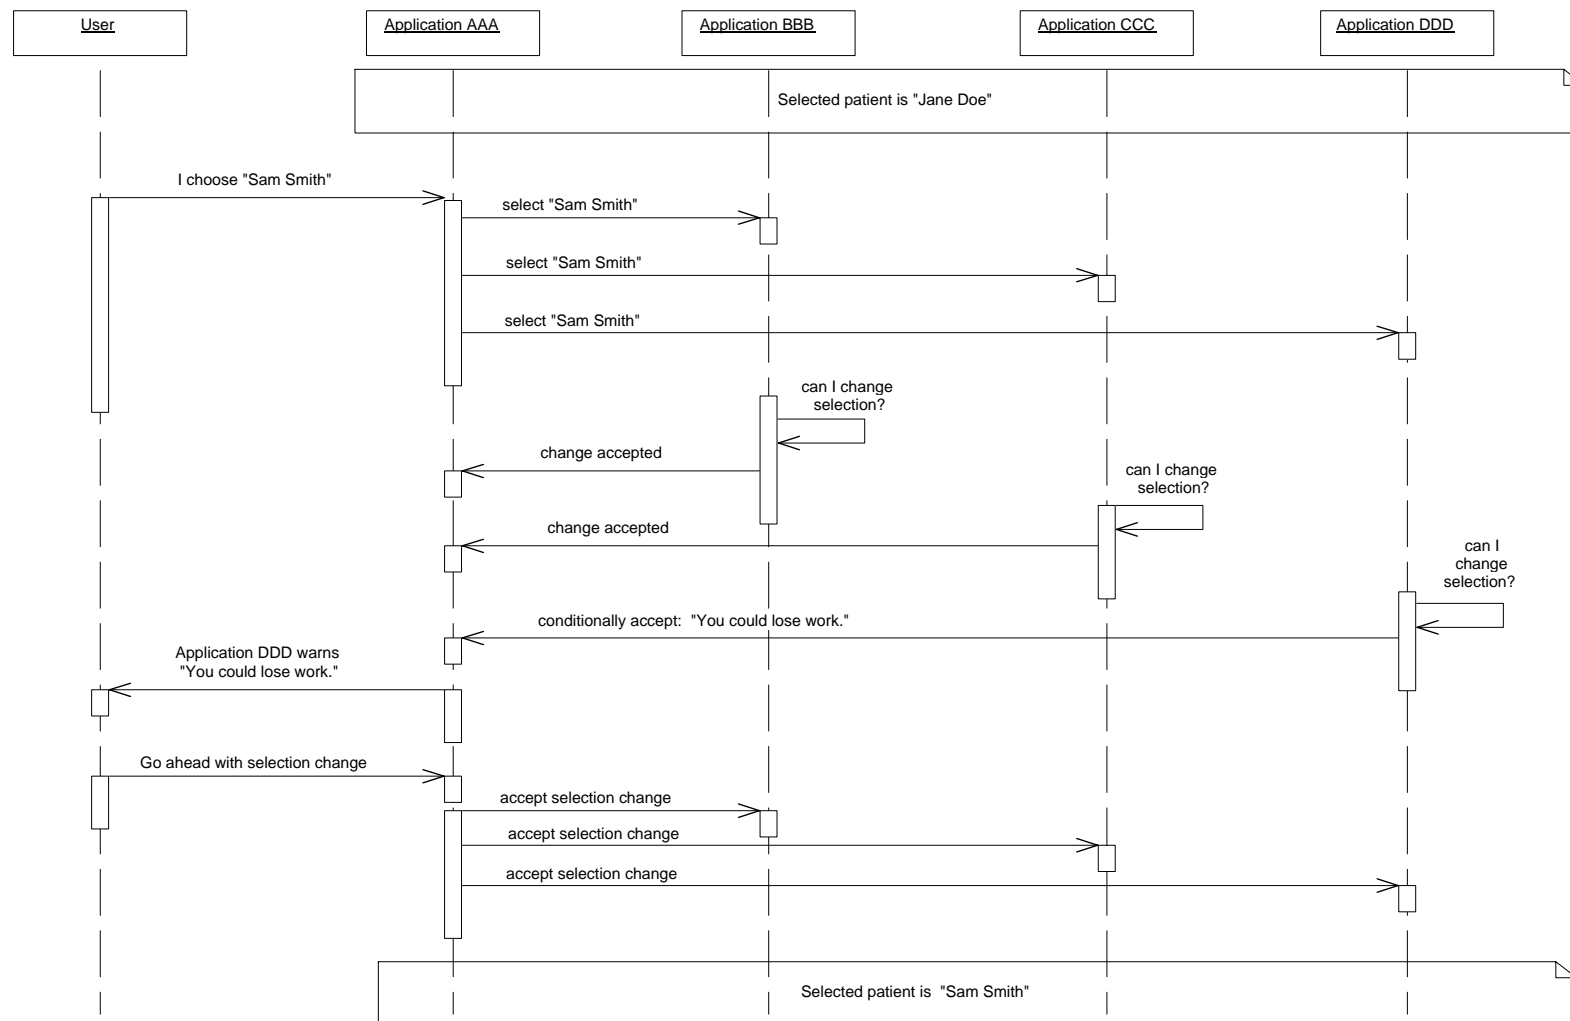 User
Application AAA
Application BBB
Application CCC
Application DDD
Selected patient is "Jane Doe"
I choose "Sam Smith"
select "Sam Smith"
select "Sam Smith"
select "Sam Smith"
can I change
selection?
change accepted
can I change
selection?
change accepted
can I
change
selection?
conditionally accept:  "You could lose work."
Application DDD warns
"You could lose work."
Go ahead with selection change
accept selection change
accept selection change
accept selection change
Selected patient is  "Sam Smith"